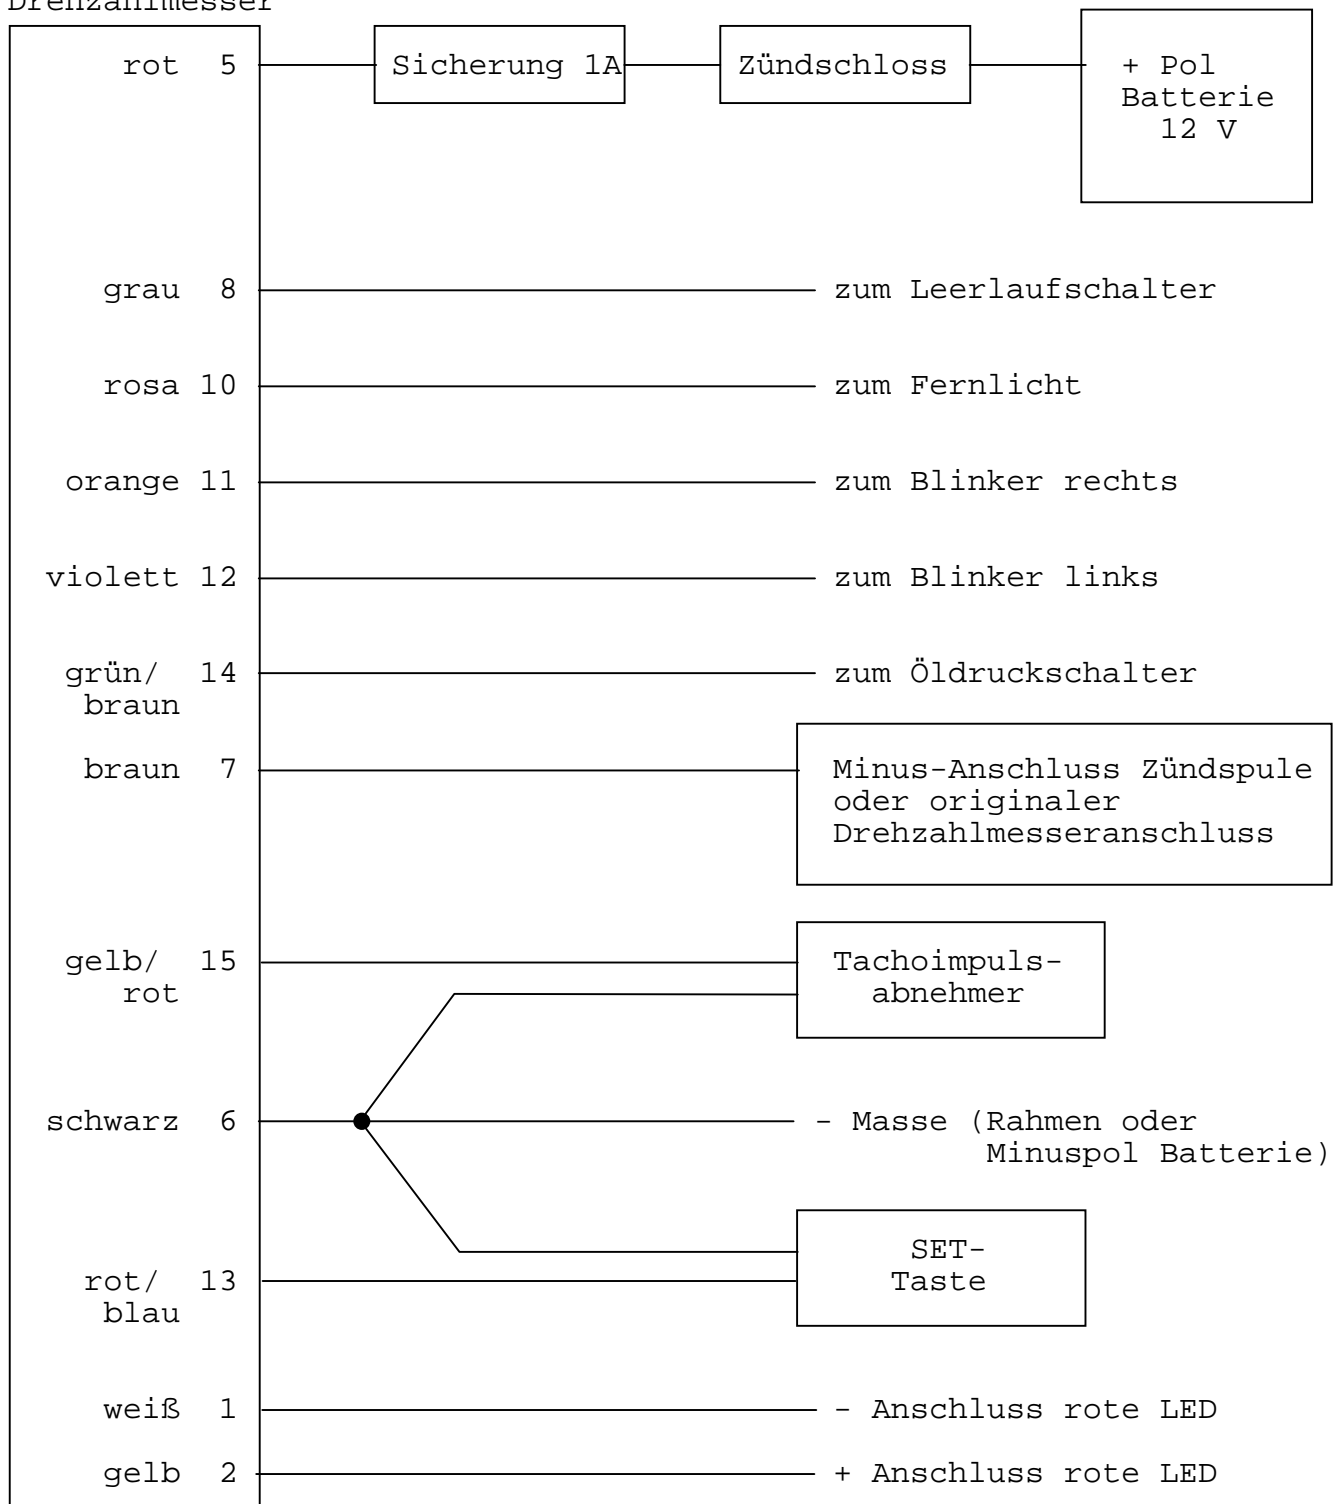 Drehzahlmesser
rot 5 Sicherung 1A Zündschloss + Pol
Batterie
12 V
grau 8 zum Leerlaufschalter
rosa 10 zum Fernlicht
orange 11 zum Blinker rechts
violett 12 zum Blinker links
grün/ 14 zum Öldruckschalter
braun
braun 7 Minus-Anschluss Zündspule
oder originaler
Drehzahlmesseranschluss
gelb/ 15 Tachoimpuls-
rot abnehmer
schwarz 6 - Masse (Rahmen oder
Minuspol Batterie)
SET-
rot/ 13 Taste
blau
weiß 1 - Anschluss rote LED
gelb 2 + Anschluss rote LED